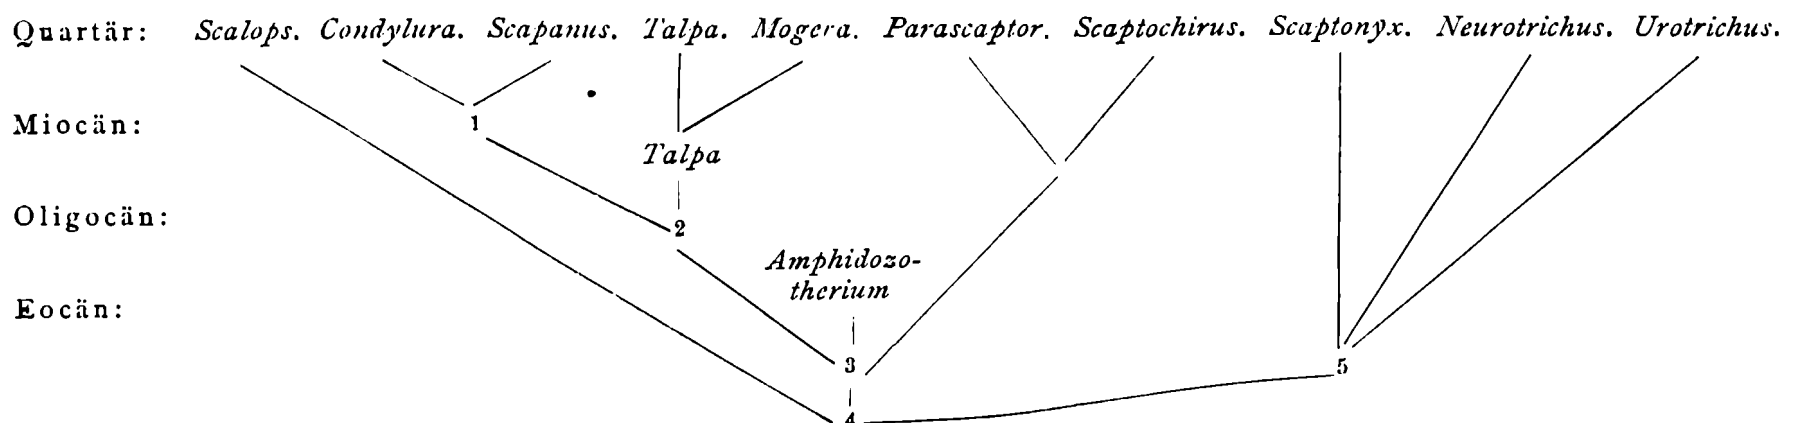 Quartär: Scalops. Condylura. Scapanus. Talpa. Mogera. Parascaptor. Scaptochirus. Scaptonyx. Neurotrichus. Urotrichus.
Miocän: 1
Talpa
Oligocän: 2
Amphidozo-
therium
Eocän:
3 5
4